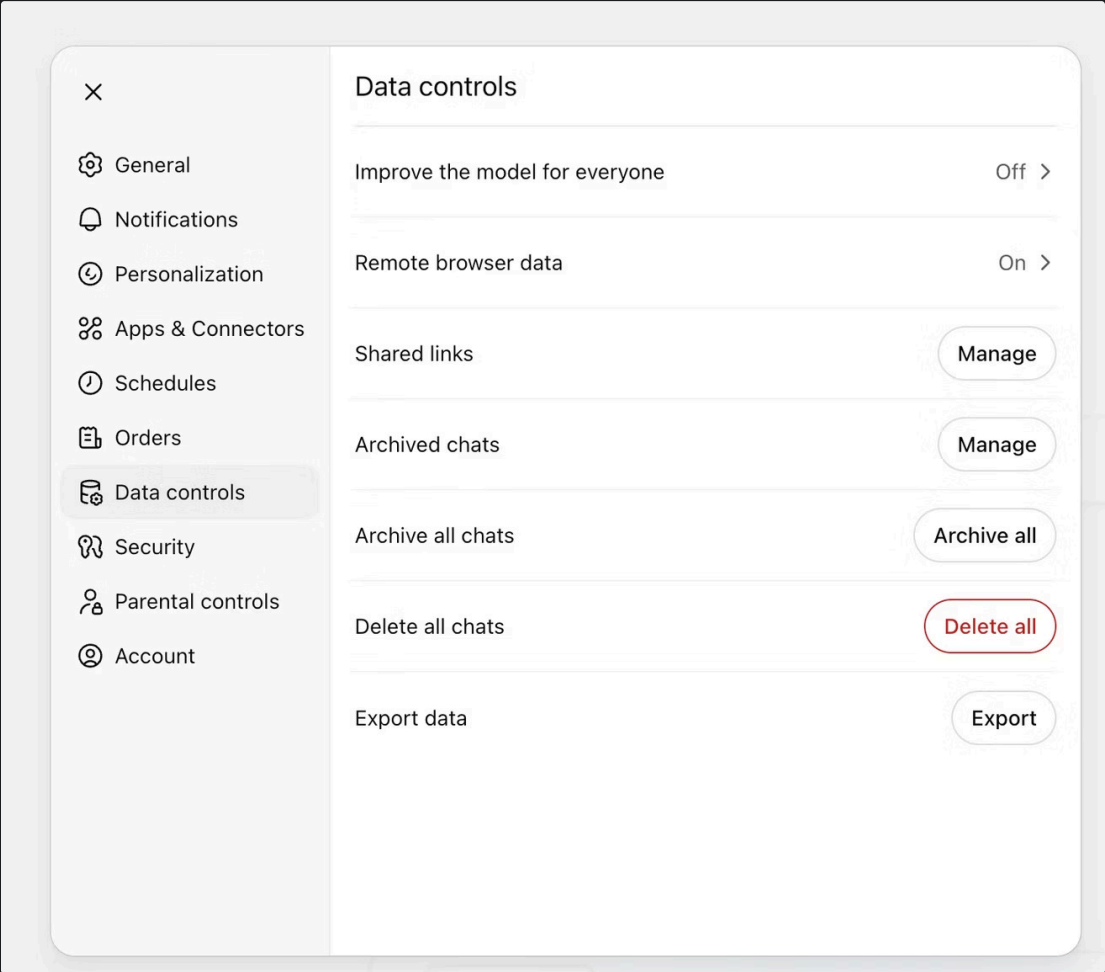 General
Notifications
Personalization
Apps & Connectors
Schedules
Orders
Data controls
Security
Parental controls
Account
Data controls
Improve the model for everyone Off
Remote browser data On
Shared links Manage
Archived chats Manage
Archive all chats Archive all
Delete all chats Delete all
Export data Export